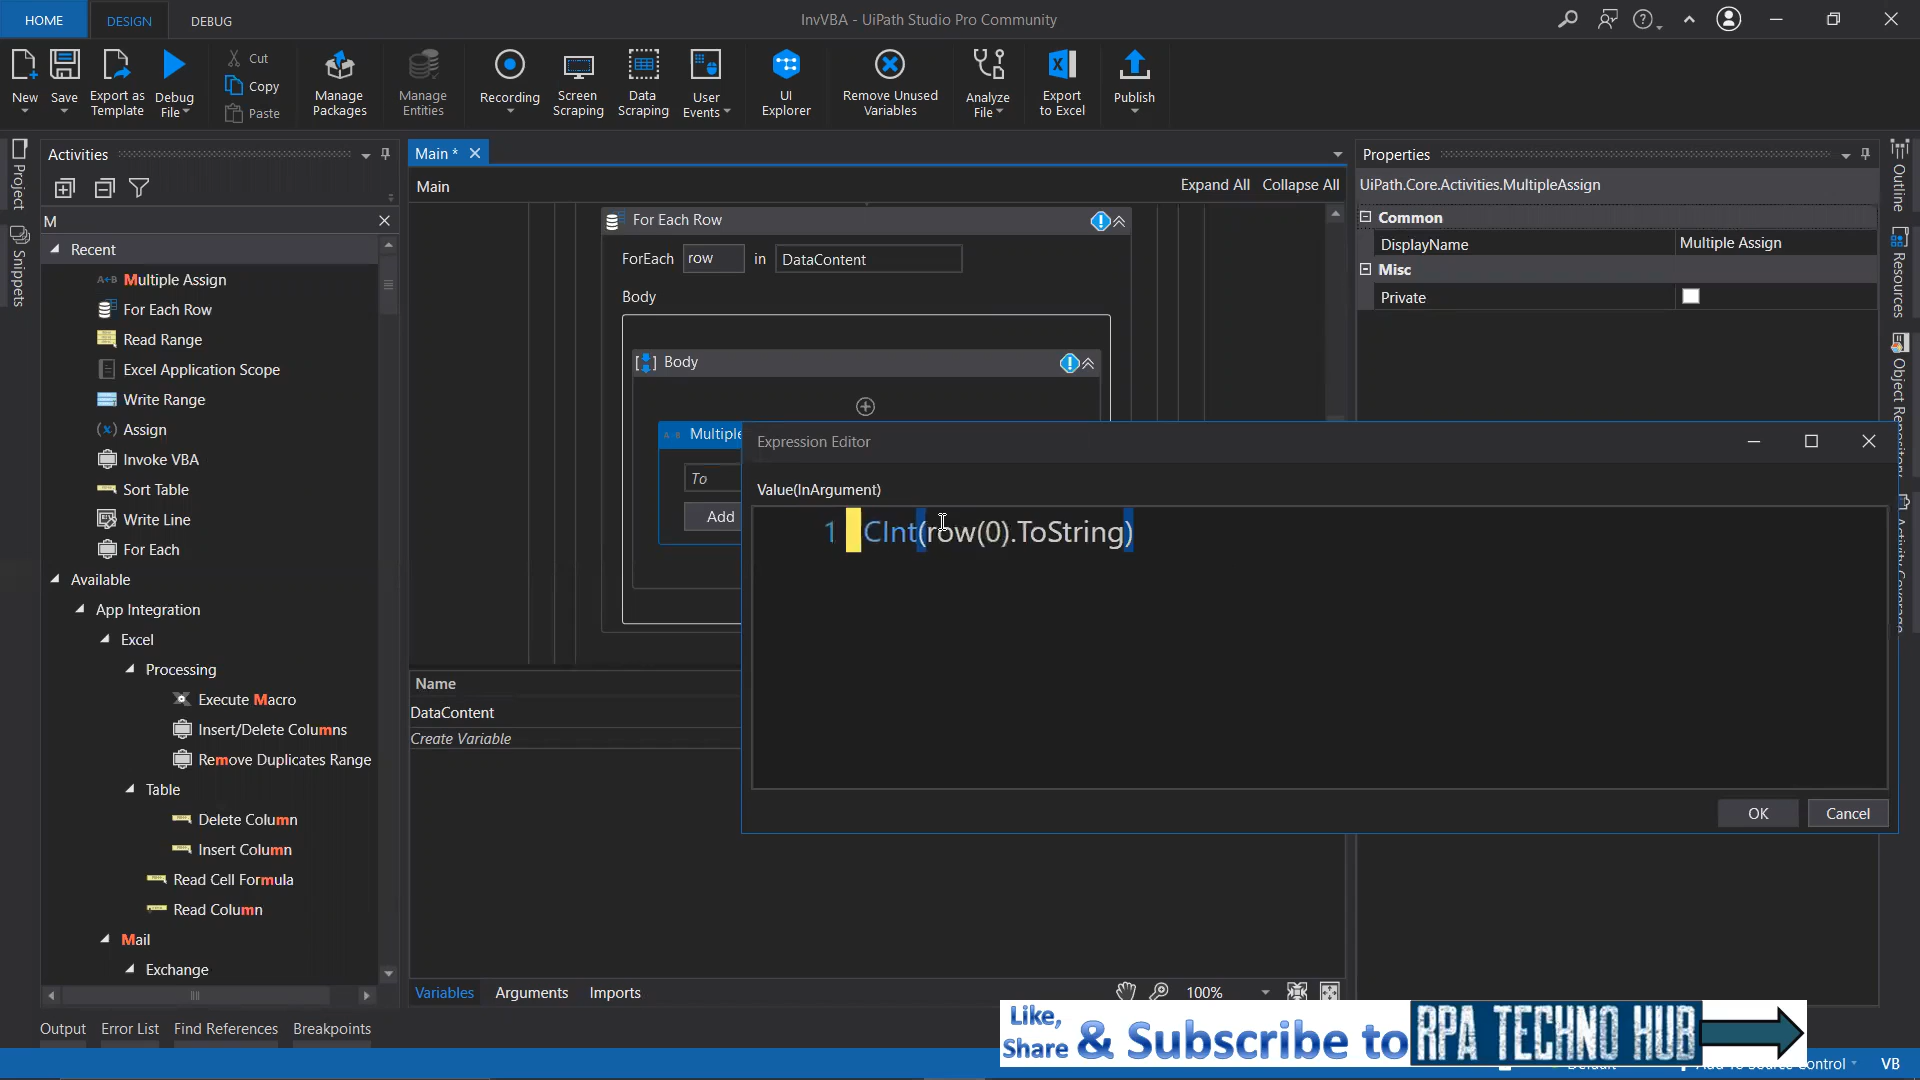 HOME
DESIGN
DEBUG
InvVBA - UiPath Studio Pro Community
New
Save
Export as
Template
Debug
File
Cut
Copy
Paste
Manage
Packages
Manage
Entities
Recording
Screen
Scraping
Data
Scraping
User
Events
UI
Explorer
Remove Unused
Variables
Analyze
File
Export
to Excel
Publish
Project
Snippets
Activities
M
Recent
Multiple Assign
For Each Row
Read Range
Excel Application Scope
Write Range
Assign
Invoke VBA
Sort Table
Write Line
For Each
Available
App Integration
Excel
Processing
Execute Macro
Insert/Delete Columns
Remove Duplicates Range
Table
Delete Column
Insert Column
Read Cell Formula
Read Column
Mail
Exchange
Main *
Main
Expand All
Collapse All
For Each Row
ForEach
row
in
DataContent
Body
Body
Multiple
To
Add
Name
DataContent
Create Variable
Expression Editor
Value(InArgument)
1
CInt(row(0).ToString)
OK
Cancel
Properties
UiPath.Core.Activities.MultipleAssign
Common
DisplayName
Multiple Assign
Misc
Private
Outline
Resources
Object Repository
Variables
Arguments
Imports
100%
Output
Error List
Find References
Breakpoints
Like,
Share & Subscribe to RPA TECHNO HUB
VB